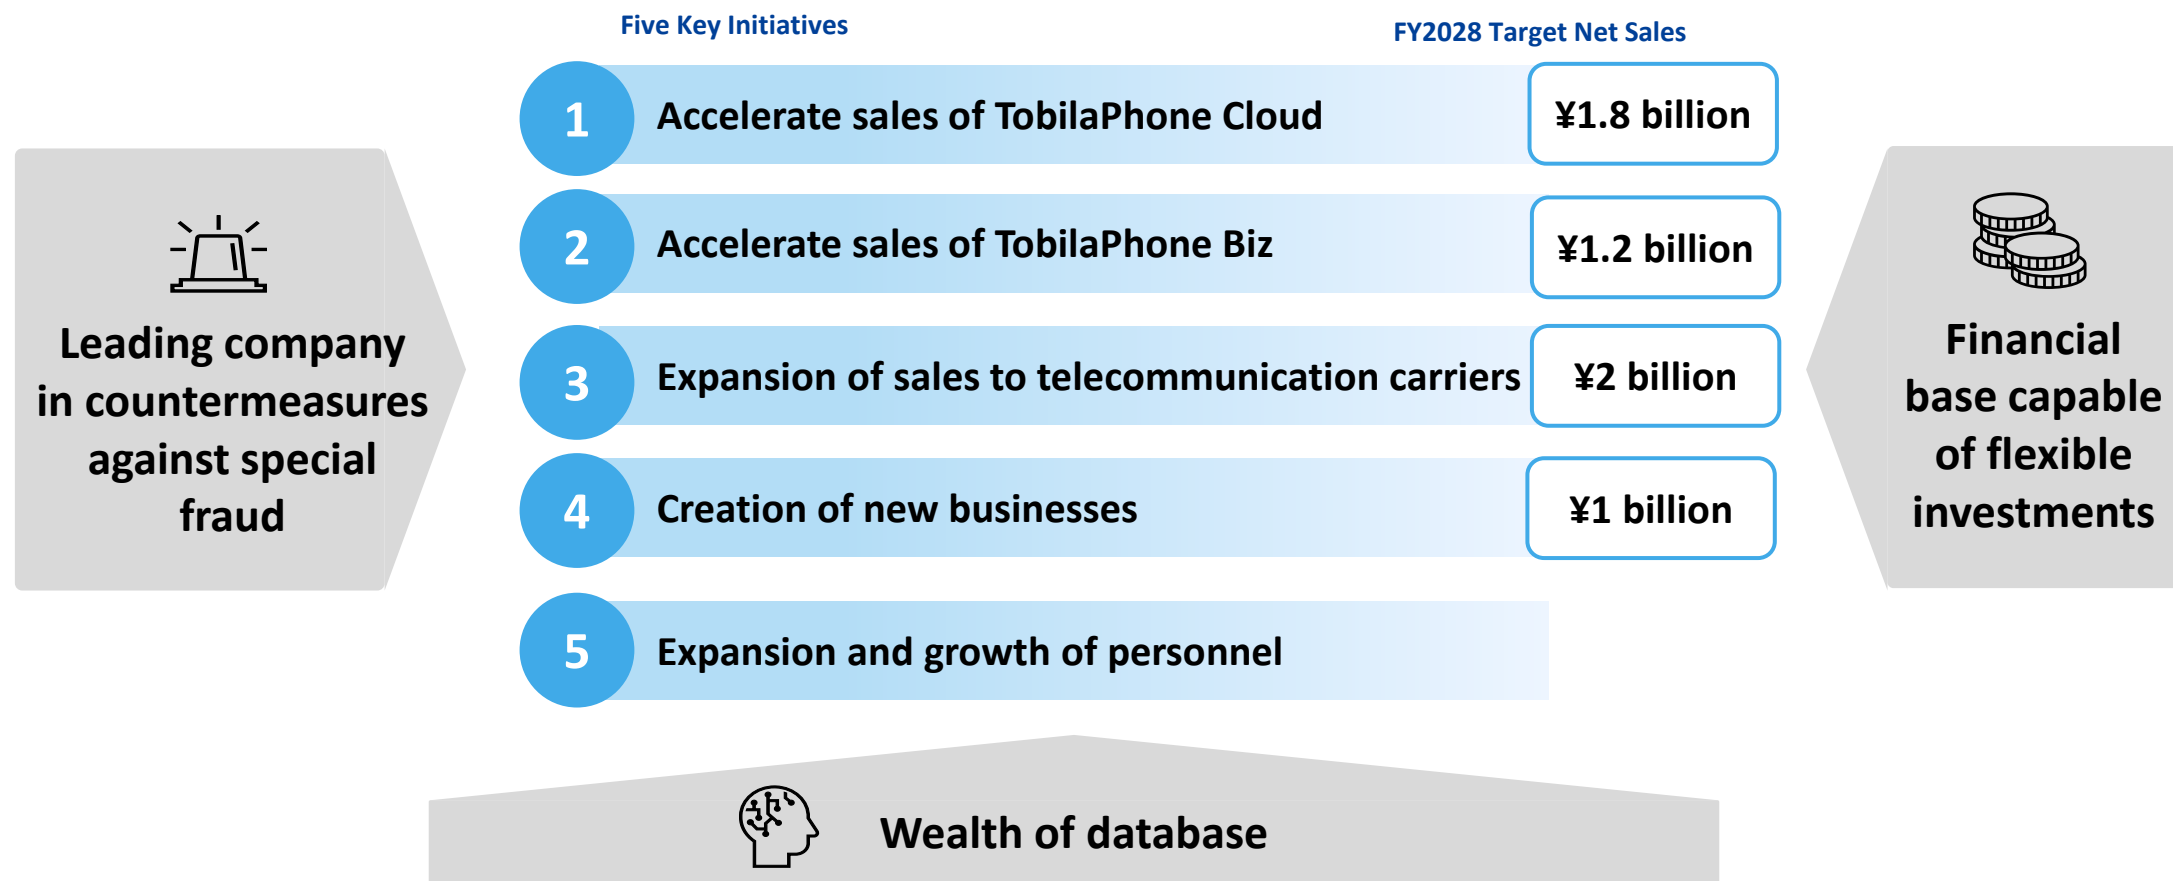 Five Key Initiatives
FY2028 Target Net Sales
1
Accelerate sales of TobilaPhone Cloud
¥1.8 billion
2
Accelerate sales of TobilaPhone Biz
¥1.2 billion
3
Expansion of sales to telecommunication carriers
¥2 billion
4
Creation of new businesses
¥1 billion
5
Expansion and growth of personnel
Leading company
in countermeasures
against special
fraud
Financial
base capable
of flexible
investments
Wealth of database